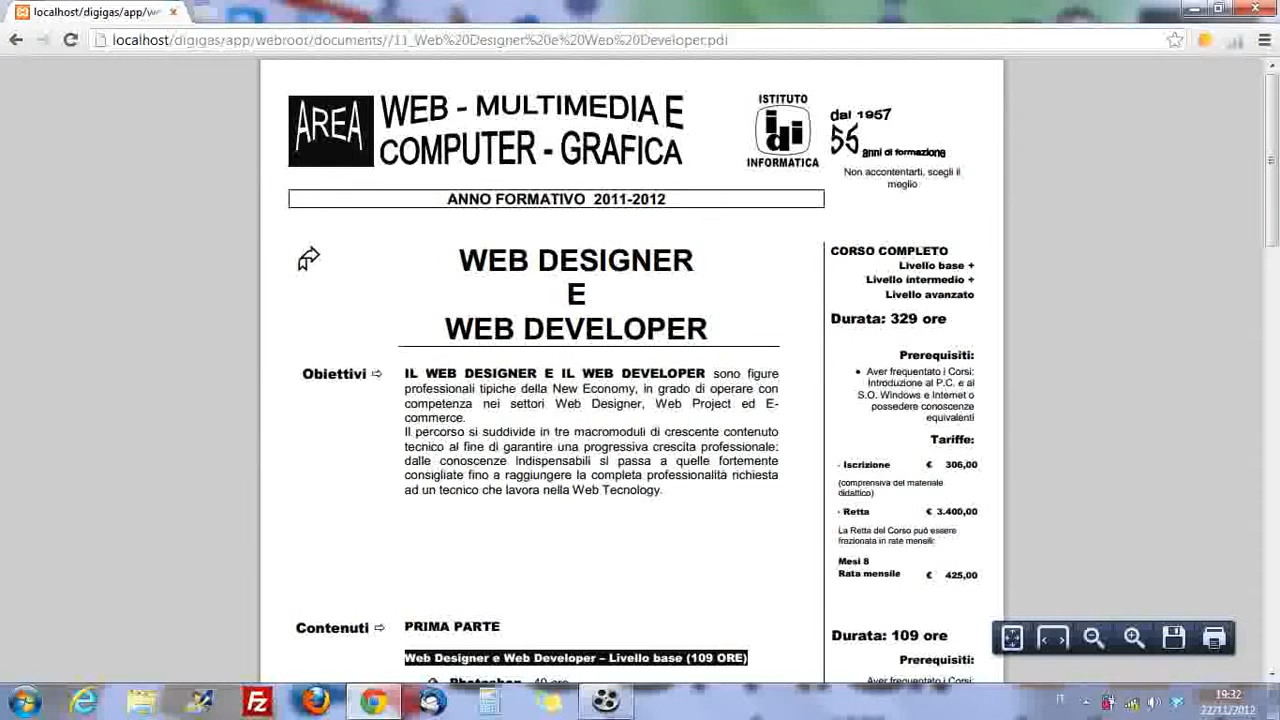 localhost/digigas/app/we
localhost/digigas/app/webroot/documents//11_Web%20Designer%20e%20Web%20Developer.pdf
AREA
WEB - MULTIMEDIA E
COMPUTER - GRAFICA
ISTITUTO
idi
INFORMATICA
dal 1957
55 anni di formazione
Non accontentarti, scegli il
meglio
ANNO FORMATIVO 2011-2012
WEB DESIGNER
E
WEB DEVELOPER
Obiettivi ⇨
IL WEB DESIGNER E IL WEB DEVELOPER sono figure
professionali tipiche della New Economy, in grado di operare con
competenza nei settori Web Designer, Web Project ed E-
commerce.
Il percorso si suddivide in tre macromoduli di crescente contenuto
tecnico al fine di garantire una progressiva crescita professionale:
dalle conoscenze indispensabili si passa a quelle fortemente
consigliate fino a raggiungere la completa professionalità richiesta
ad un tecnico che lavora nella Web Tecnology.
Contenuti ⇨
PRIMA PARTE
Web Designer e Web Developer – Livello base (109 ORE)
Photoshop 40 ore
CORSO COMPLETO
Livello base +
Livello intermedio +
Livello avanzato
Durata: 329 ore
Prerequisiti:
• Aver frequentato i Corsi:
Introduzione al P.C. e al
S.O. Windows e Internet o
possedere conoscenze
equivalenti
Tariffe:
- Iscrizione € 306,00
(comprensiva del materiale
didattico)
- Retta € 3.400,00
La Retta del Corso può essere
frazionata in rate mensili:
Mesi 8
Rata mensile € 425,00
Durata: 109 ore
Prerequisiti:
Aver frequentato i Corsi:
IT
19:32
22/11/2012